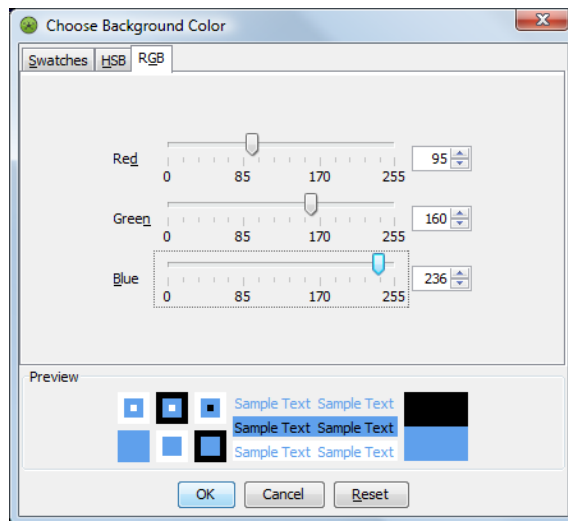 Choose Background Color
Swatches HSB RGB
Red 95
0 85 170 255
Green 160
0 85 170 255
Blue 236
0 85 170 255
Preview
Sample Text Sample Text
Sample Text Sample Text
Sample Text Sample Text
OK Cancel Reset